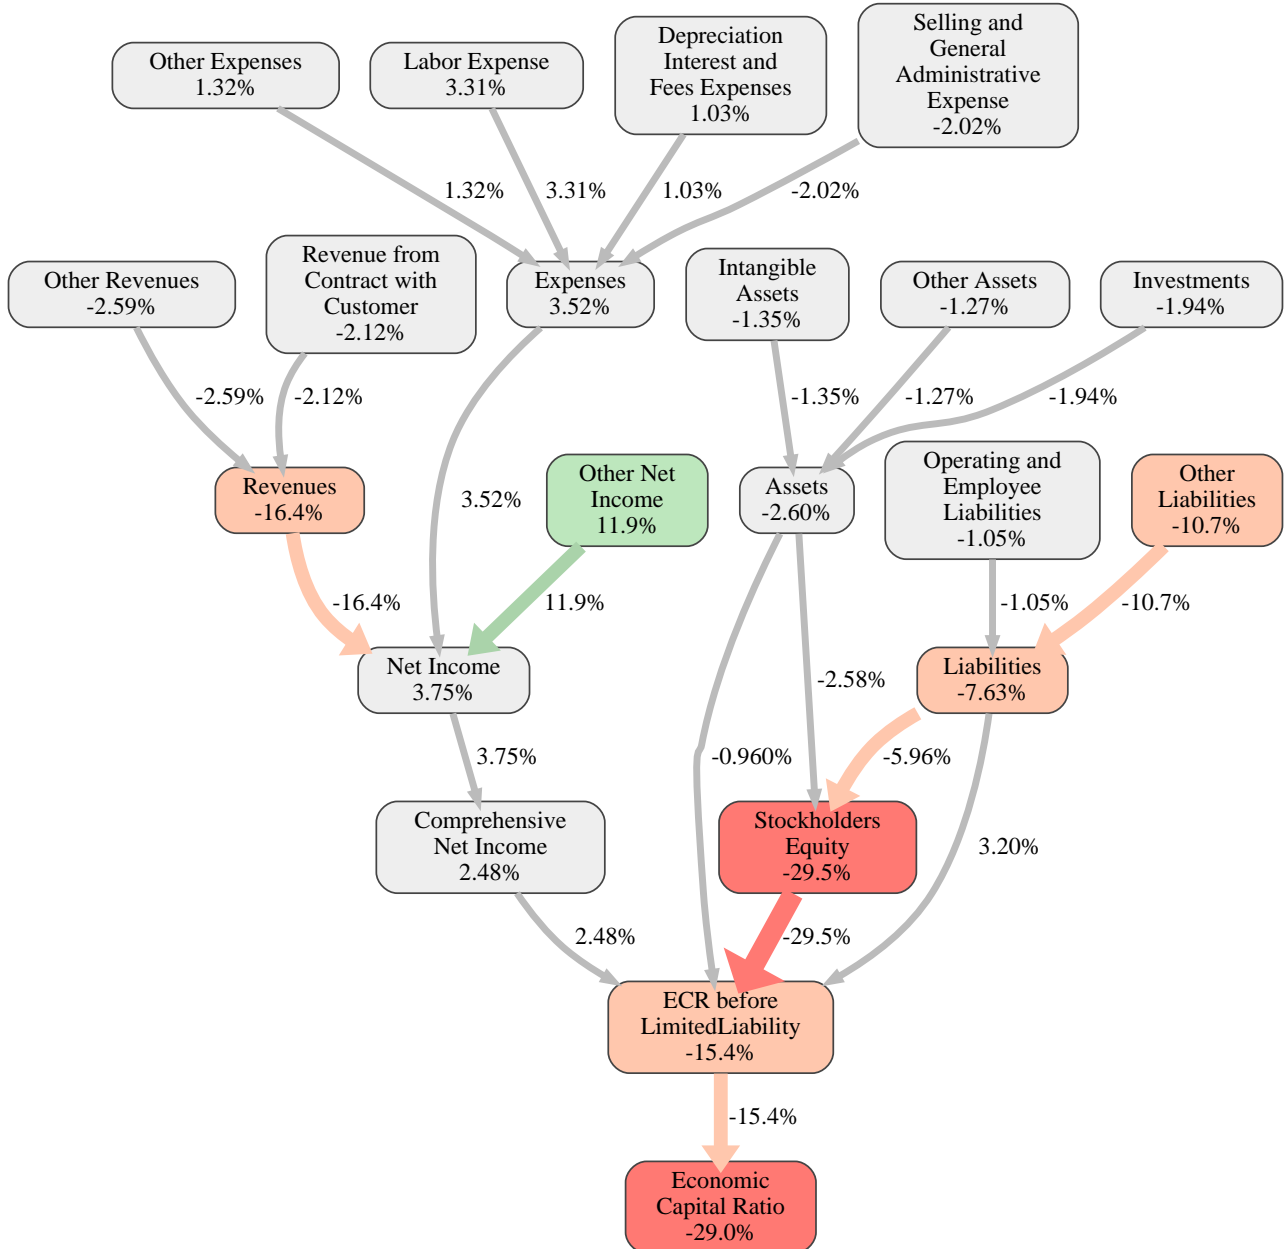 Other Expenses
1.32%
Labor Expense
3.31%
Depreciation
Interest and
Fees Expenses
1.03%
Selling and
General
Administrative
Expense
-2.02%
1.32%
3.31%
1.03%
-2.02%
Other Revenues
-2.59%
Revenue from
Contract with
Customer
-2.12%
Expenses
3.52%
Intangible
Assets
-1.35%
Other Assets
-1.27%
Investments
-1.94%
-2.59%
-2.12%
-1.35%
-1.27%
-1.94%
Revenues
-16.4%
3.52%
Other Net
Income
11.9%
Assets
-2.60%
Operating and
Employee
Liabilities
-1.05%
Other
Liabilities
-10.7%
-16.4%
11.9%
-1.05%
-10.7%
Net Income
3.75%
-2.58%
Liabilities
-7.63%
3.75%
-0.960%
-5.96%
Comprehensive
Net Income
2.48%
Stockholders
Equity
-29.5%
3.20%
2.48%
-29.5%
ECR before
LimitedLiability
-15.4%
-15.4%
Economic
Capital Ratio
-29.0%